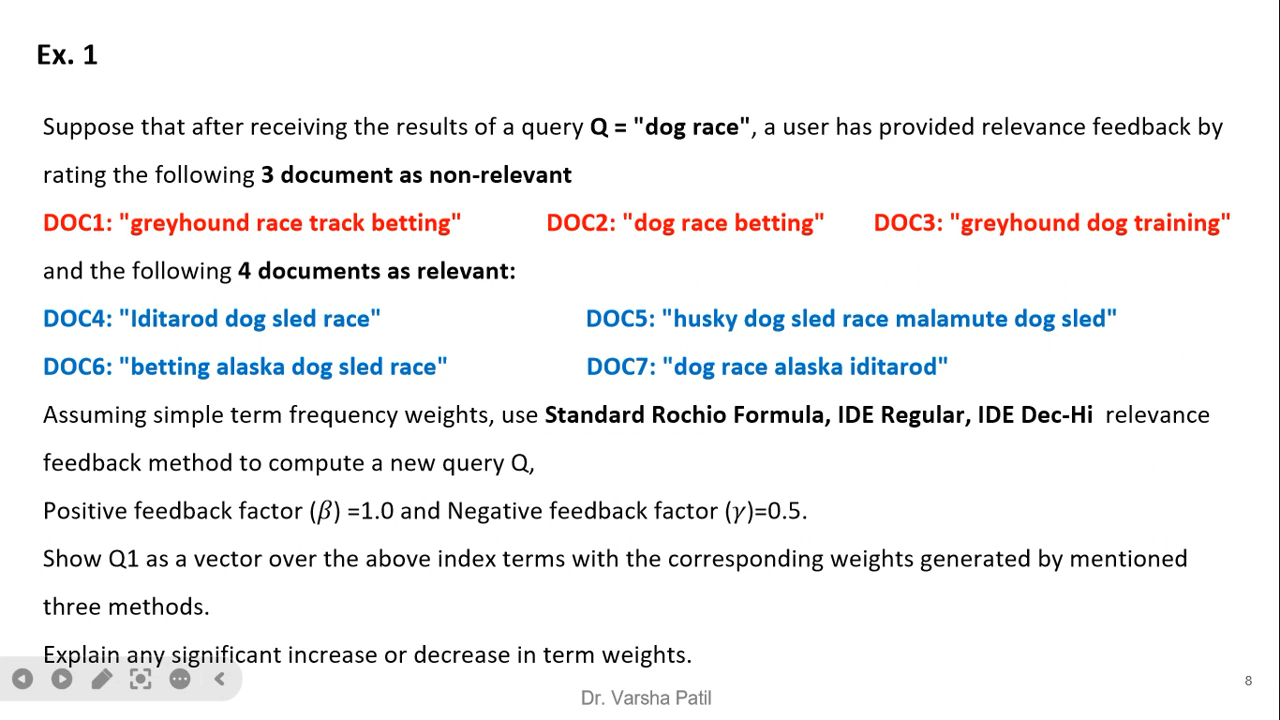 Ex. 1
Suppose that after receiving the results of a query Q = "dog race", a user has provided relevance feedback by
rating the following 3 document as non-relevant
DOC1: "greyhound race track betting" DOC2: "dog race betting" DOC3: "greyhound dog training"
and the following 4 documents as relevant:
DOC4: "Iditarod dog sled race" DOC5: "husky dog sled race malamute dog sled"
DOC6: "betting alaska dog sled race" DOC7: "dog race alaska iditarod"
Assuming simple term frequency weights, use Standard Rochio Formula, IDE Regular, IDE Dec-Hi relevance
feedback method to compute a new query Q,
Positive feedback factor (𝛽) =1.0 and Negative feedback factor (𝛾)=0.5.
Show Q1 as a vector over the above index terms with the corresponding weights generated by mentioned
three methods.
Explain any significant increase or decrease in term weights.
Dr. Varsha Patil
8